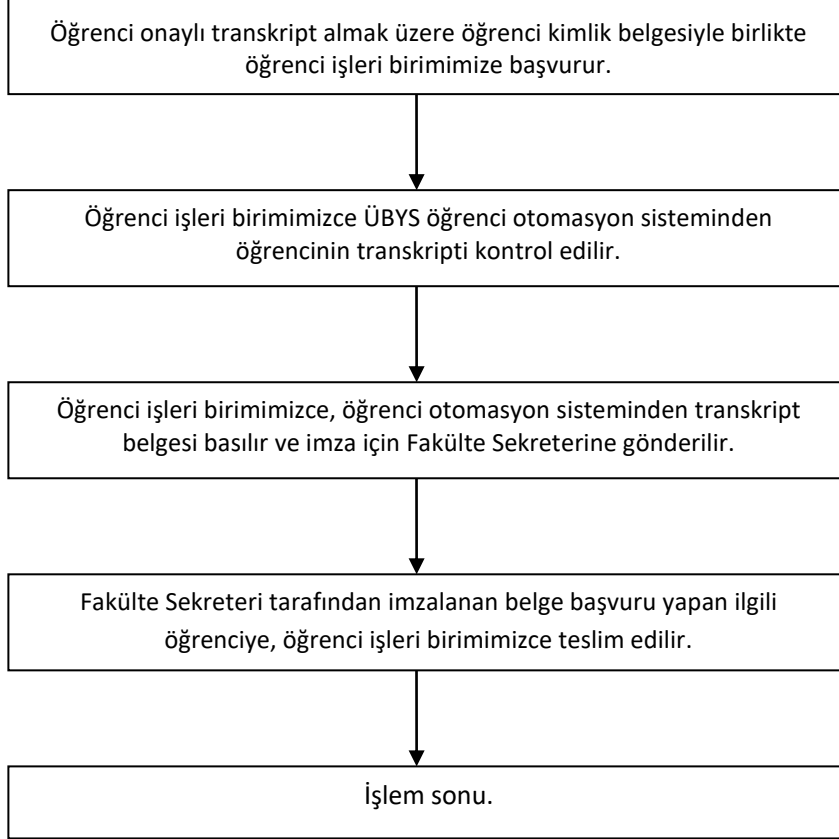 Öğrenci onaylı transkript almak üzere öğrenci kimlik belgesiyle birlikte
öğrenci işleri birimimize başvurur.
Öğrenci işleri birimimizce ÜBYS öğrenci otomasyon sisteminden
öğrencinin transkripti kontrol edilir.
Öğrenci işleri birimimizce, öğrenci otomasyon sisteminden transkript
belgesi basılır ve imza için Fakülte Sekreterine gönderilir.
Fakülte Sekreteri tarafından imzalanan belge başvuru yapan ilgili
öğrenciye, öğrenci işleri birimimizce teslim edilir.
İşlem sonu.